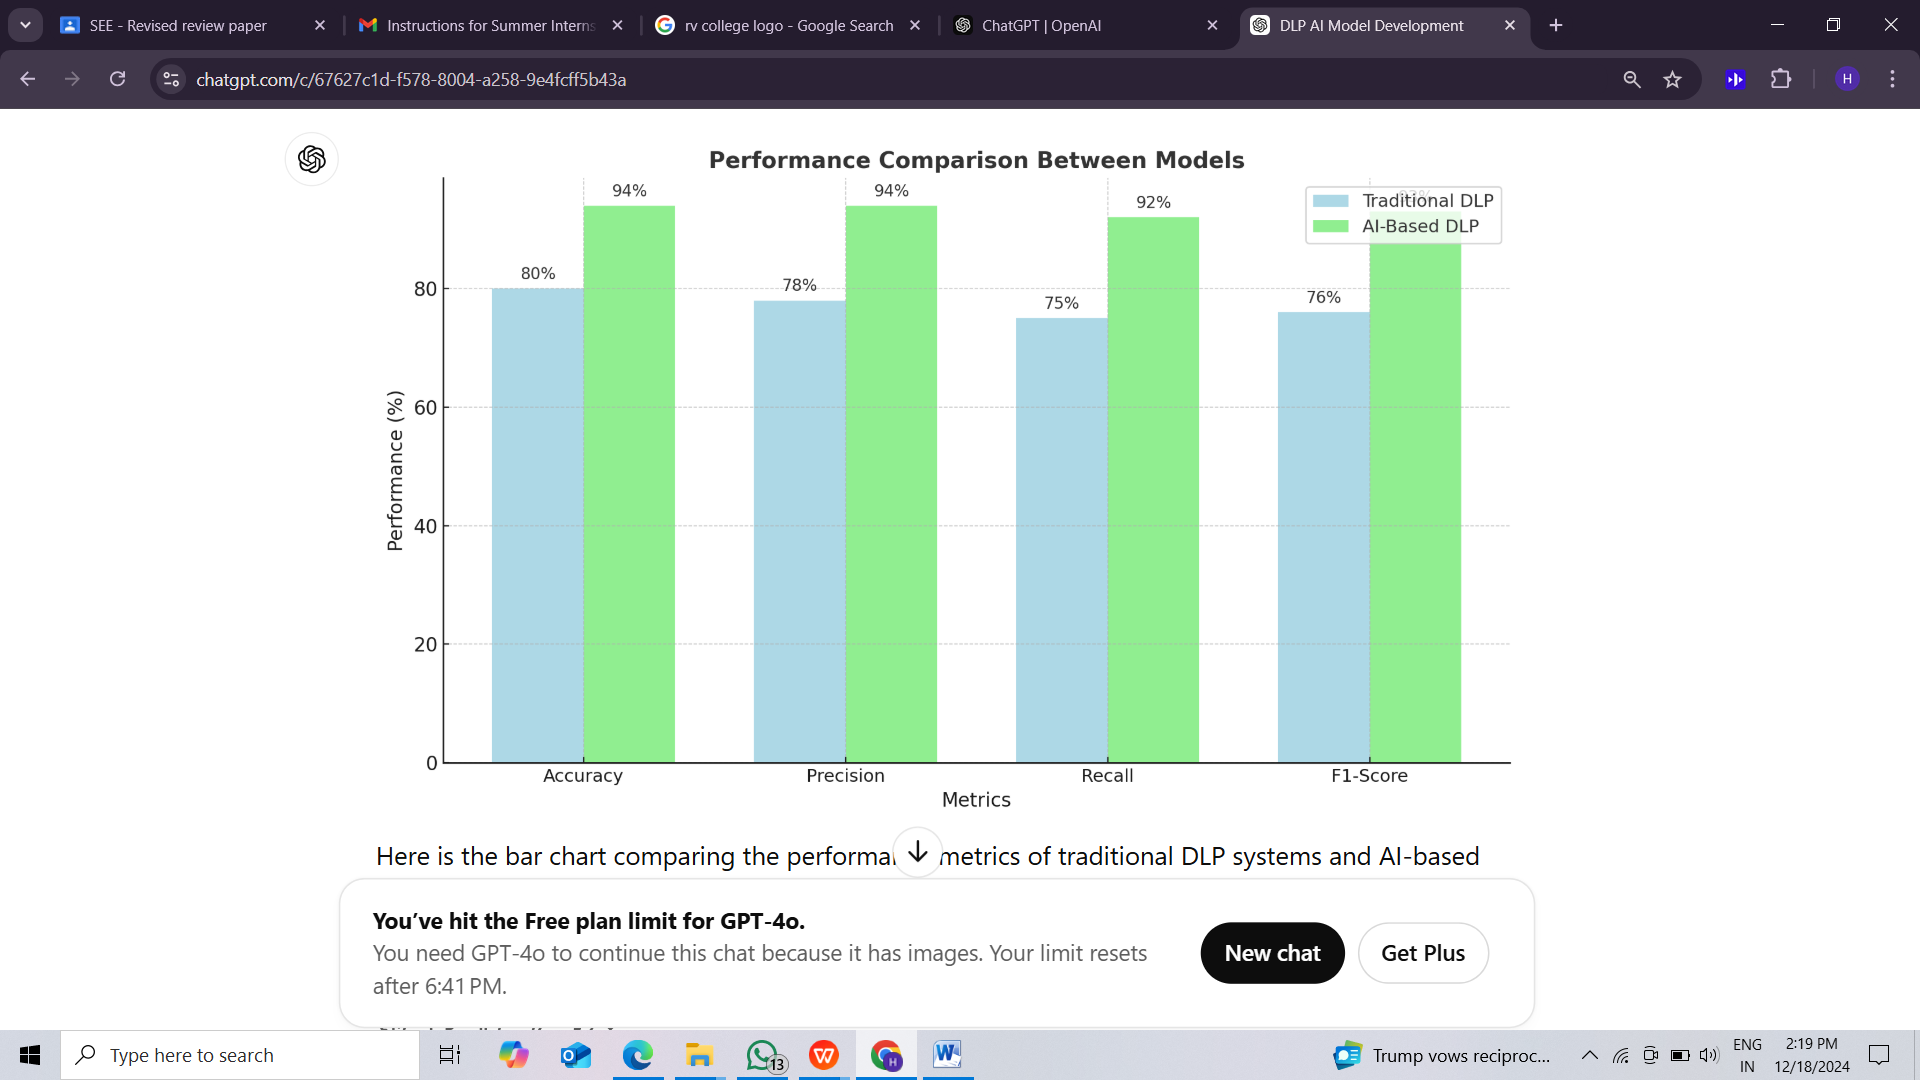 SEE - Revised review paper
Instructions for Summer Interns
rv college logo - Google Search
ChatGPT | OpenAI
DLP AI Model Development
chatgpt.com/c/67627c1d-f578-8004-a258-9e4fcff5b43a
H
Performance Comparison Between Models
94%
94%
92%
Traditional DLP
AI-Based DLP
80%
78%
75%
76%
80
60
40
20
0
Performance (%)
Accuracy
Precision
Recall
F1-Score
Metrics
Here is the bar chart comparing the metrics of traditional DLP systems and AI-based
You’ve hit the Free plan limit for GPT-4o.
You need GPT-4o to continue this chat because it has images. Your limit resets
after 6:41 PM.
New chat
Get Plus
Type here to search
13
H
Trump vows reciproc...
ENG
IN
2:19 PM
12/18/2024